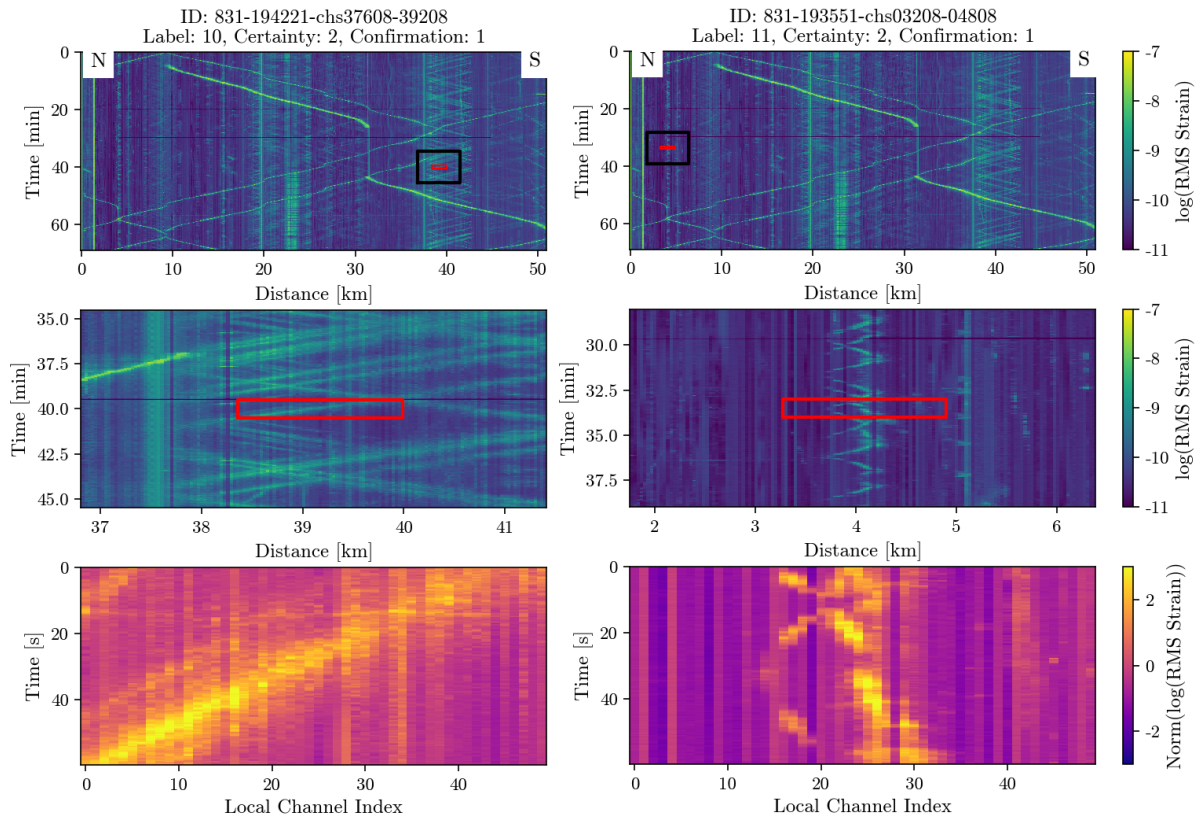 ID: 831-194221-chs37608-39208
Label: 10, Certainty: 2, Confirmation: 1
N
S
0
20
40
60
Time [min]
0
10
20
30
40
50
Distance [km]
ID: 831-193551-chs03208-04808
Label: 11, Certainty: 2, Confirmation: 1
N
S
0
20
40
60
Time [min]
0
10
20
30
40
50
Distance [km]
-7
-8
-9
-10
-11
log(RMS Strain)
35.0
37.5
40.0
42.5
45.0
Time [min]
37
38
39
40
41
Distance [km]
30.0
32.5
35.0
37.5
Time [min]
2
3
4
5
6
Distance [km]
-7
-8
-9
-10
-11
log(RMS Strain)
0
20
40
Time [s]
0
10
20
30
40
Local Channel Index
0
20
40
Time [s]
0
10
20
30
40
Local Channel Index
2
0
-2
Norm(log(RMS Strain))